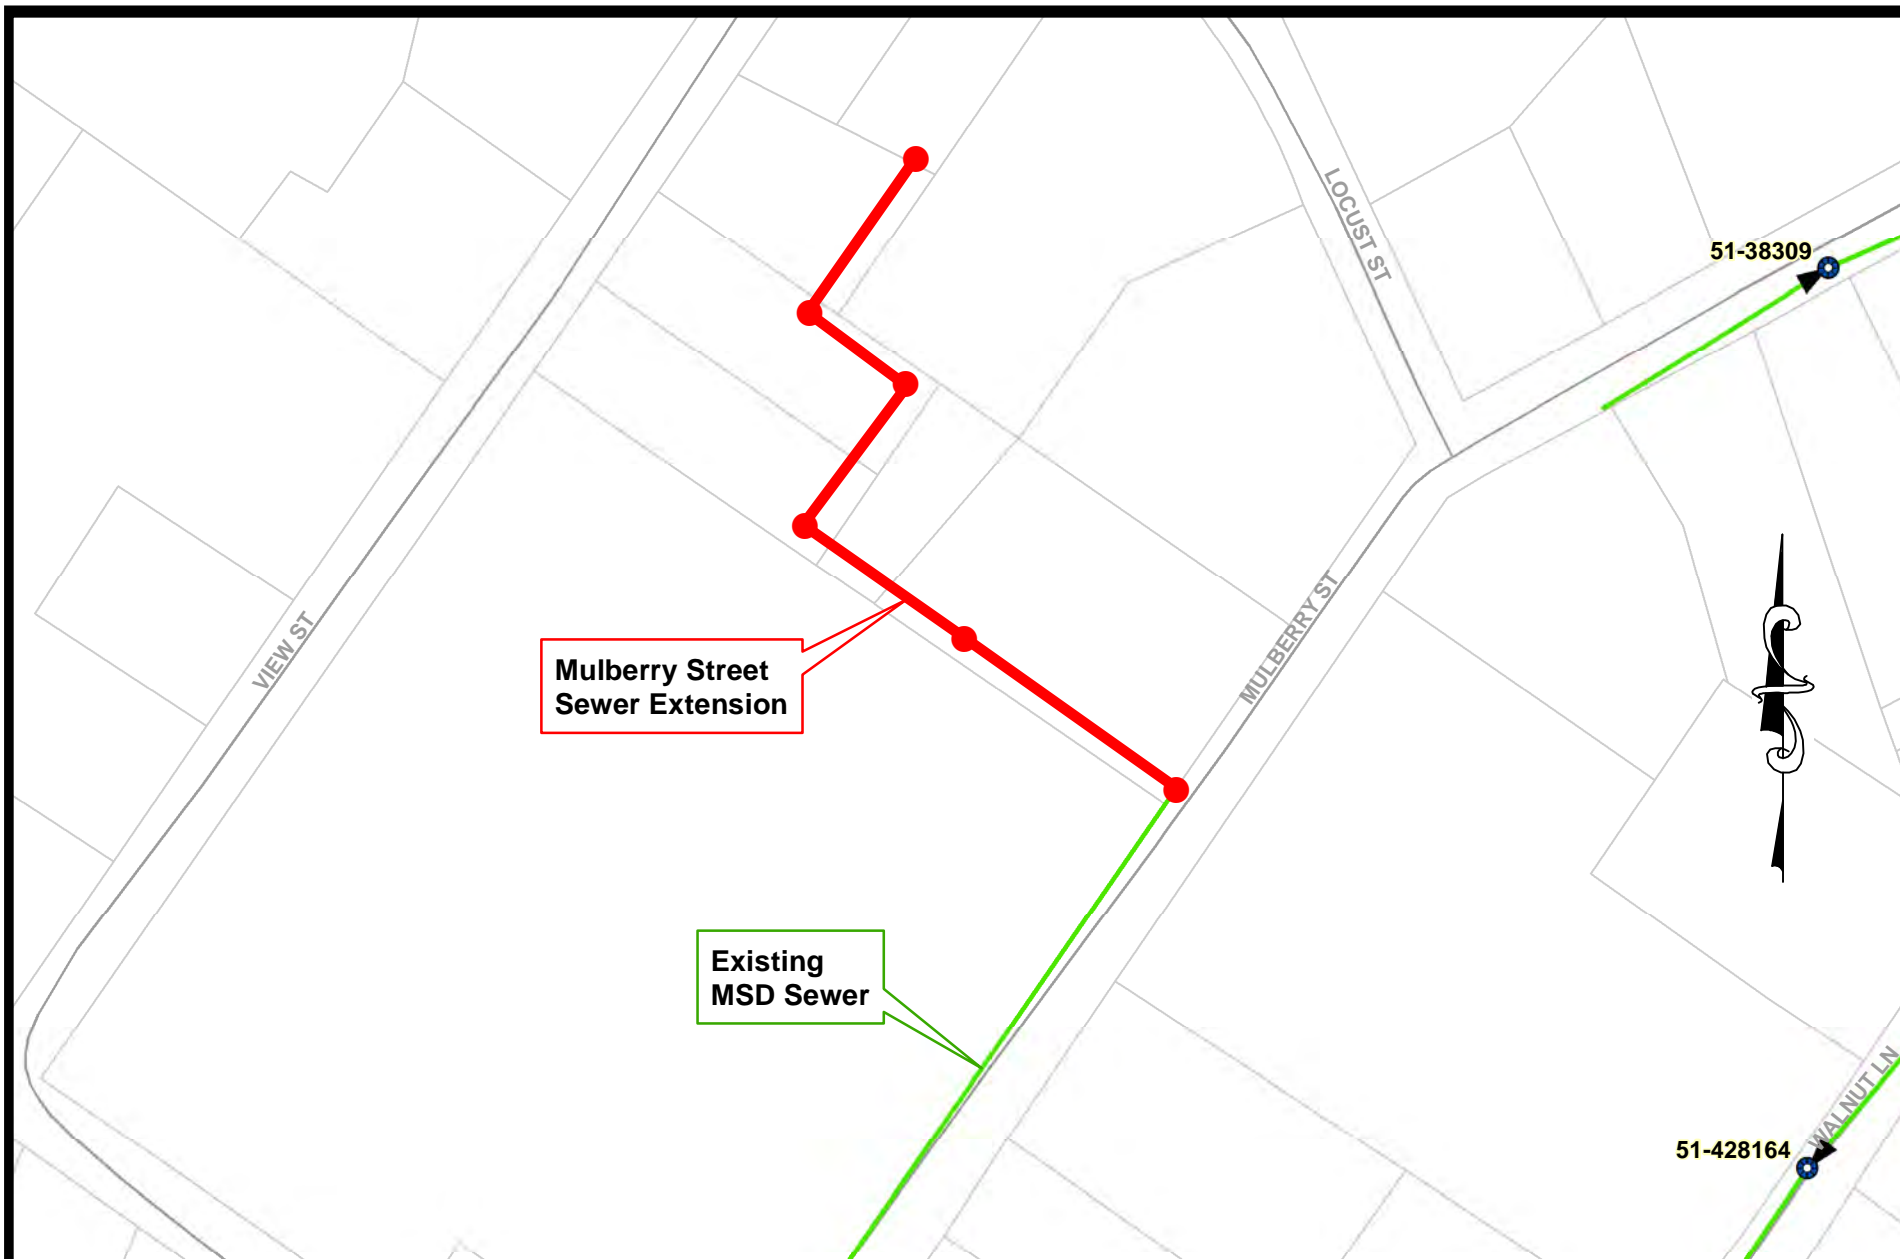 LOCUST ST
51-38309
VIEW ST
MULBERRY ST
Mulberry Street
Sewer Extension
Existing
MSD Sewer
WALNUT LN
51-428164